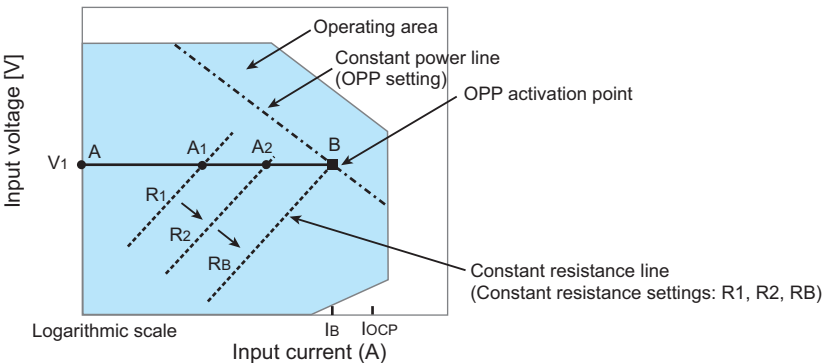 Operating area
Constant power line
(OPP setting)
OPP activation point
Input voltage [V]
V1
A
A1
A2
B
R1
R2
RB
Constant resistance line
(Constant resistance settings: R1, R2, RB)
Logarithmic scale
IB
IOCP
Input current (A)